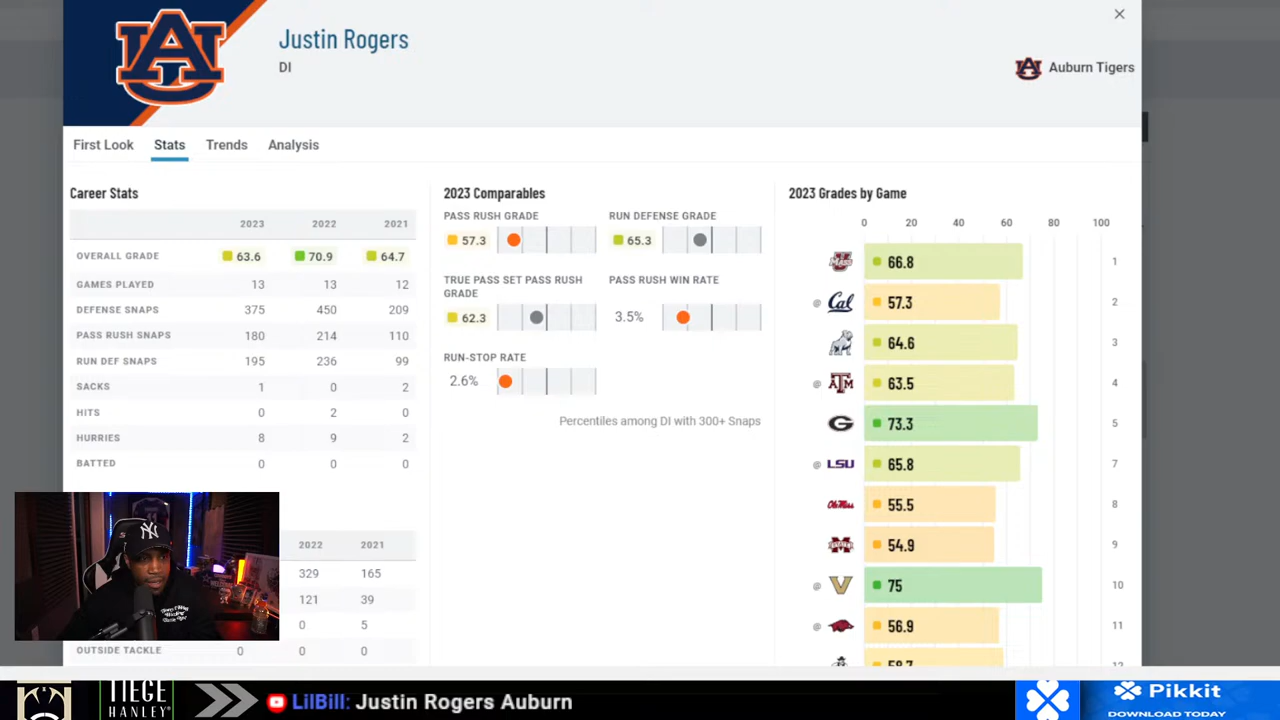 Justin Rogers
DI
Auburn Tigers
First Look Stats Trends Analysis
Career Stats
2023 2022 2021
OVERALL GRADE 63.6 70.9 64.7
GAMES PLAYED 13 13 12
DEFENSE SNAPS 375 450 209
PASS RUSH SNAPS 180 214 110
RUN DEF SNAPS 195 236 99
SACKS 1 0 2
HITS 0 2 0
HURRIES 8 9 2
BATTED 0 0 0
2022 2021
329 165
121 39
0 5
OUTSIDE TACKLE 0 0 0
2023 Comparables
PASS RUSH GRADE
57.3
RUN DEFENSE GRADE
65.3
TRUE PASS SET PASS RUSH
GRADE
62.3
PASS RUSH WIN RATE
3.5%
RUN-STOP RATE
2.6%
Percentiles among DI with 300+ Snaps
2023 Grades by Game
0 20 40 60 80 100
66.8 1
@ Cal 57.3 2
64.6 3
@ ATM 63.5 4
G 73.3 5
@ LSU 65.8 7
Ole Miss 55.5 8
54.9 9
@ V 75 10
@ 56.9 11
58.7 12
TIEGE
HANLEY
LilBill: Justin Rogers Auburn
Pikkit
DOWNLOAD TODAY